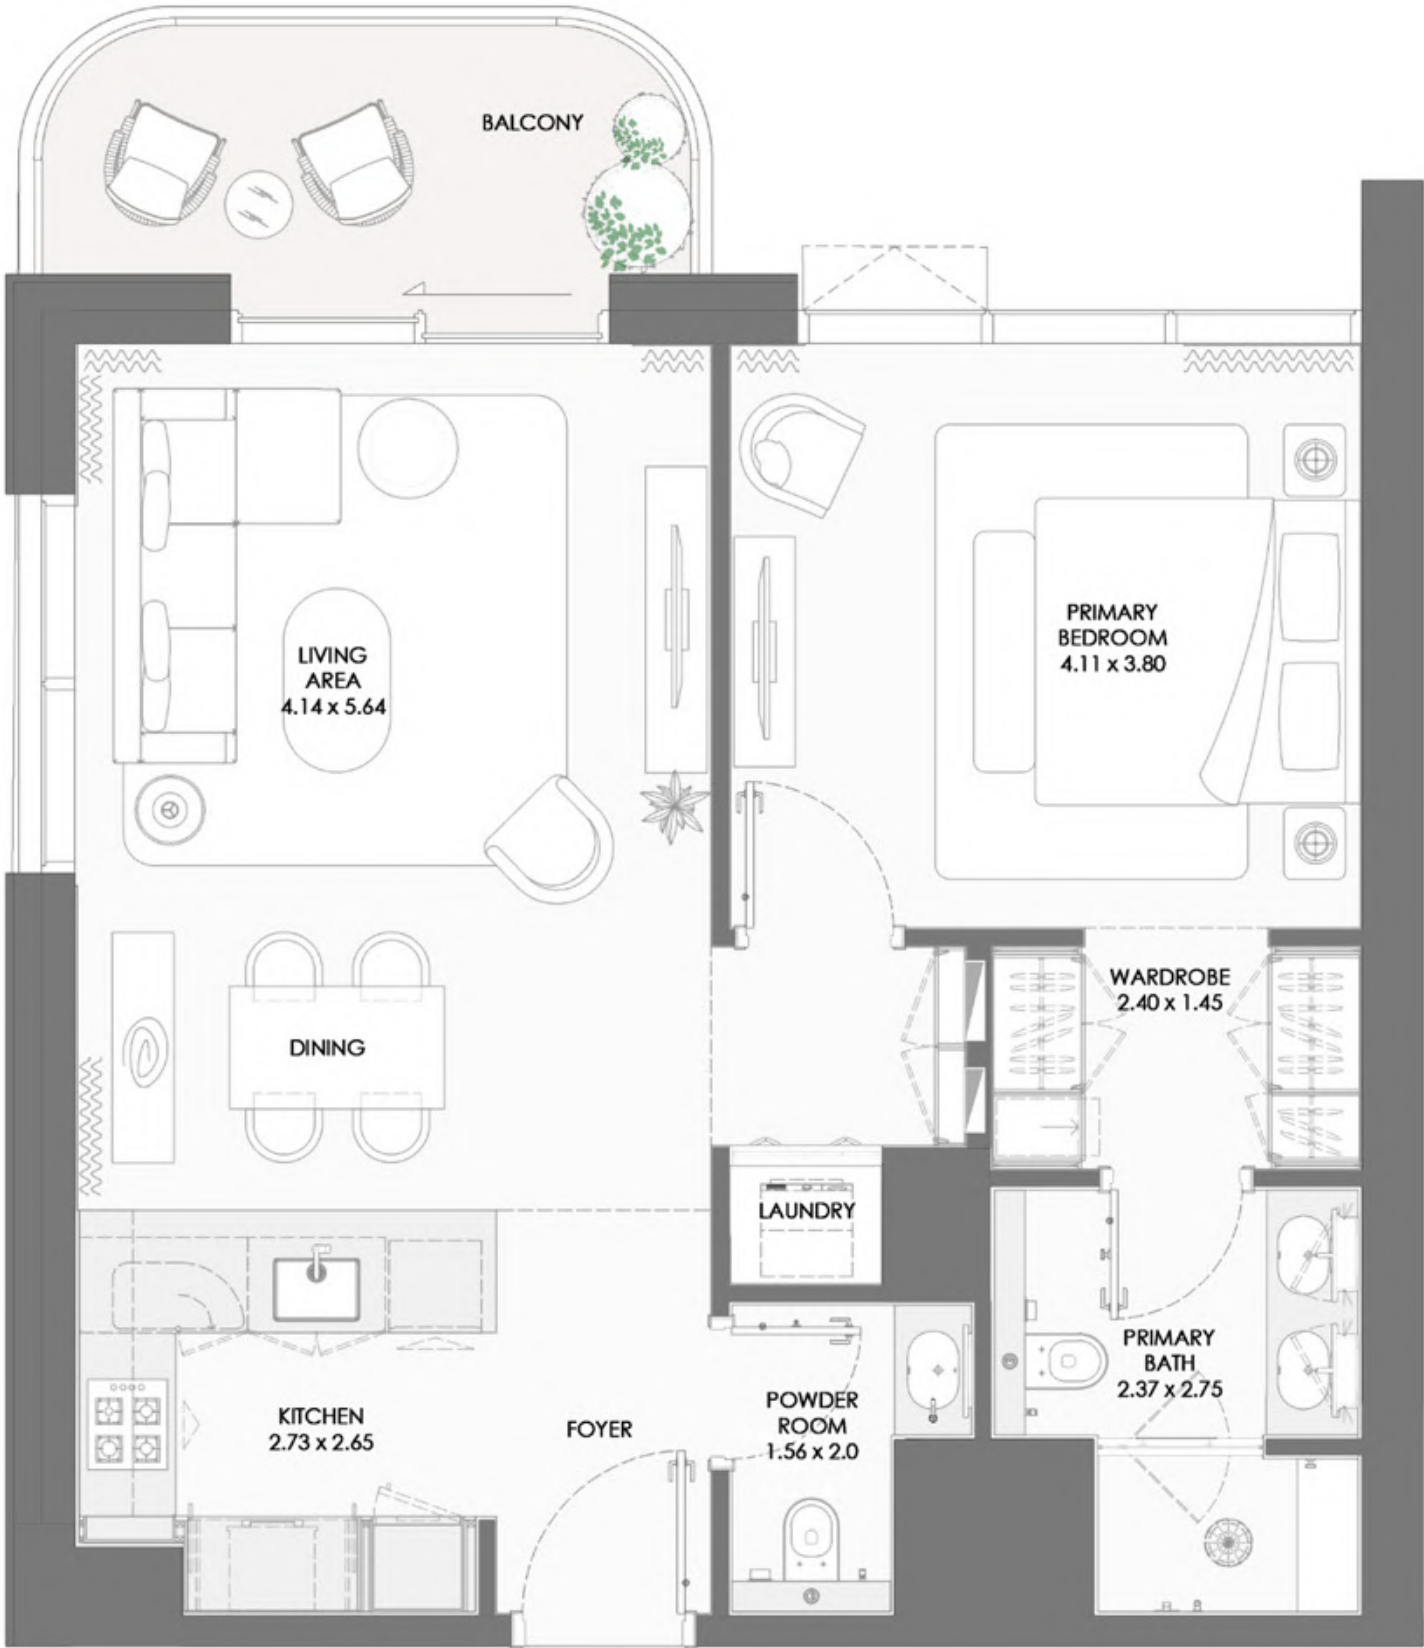 BALCONY
LIVING
AREA
4.14 x 5.64
PRIMARY
BEDROOM
4.11 x 3.80
DINING
WARDROBE
2.40 x 1.45
LAUNDRY
KITCHEN
2.73 x 2.65
FOYER
POWDER
ROOM
1.56 x 2.0
PRIMARY
BATH
2.37 x 2.75